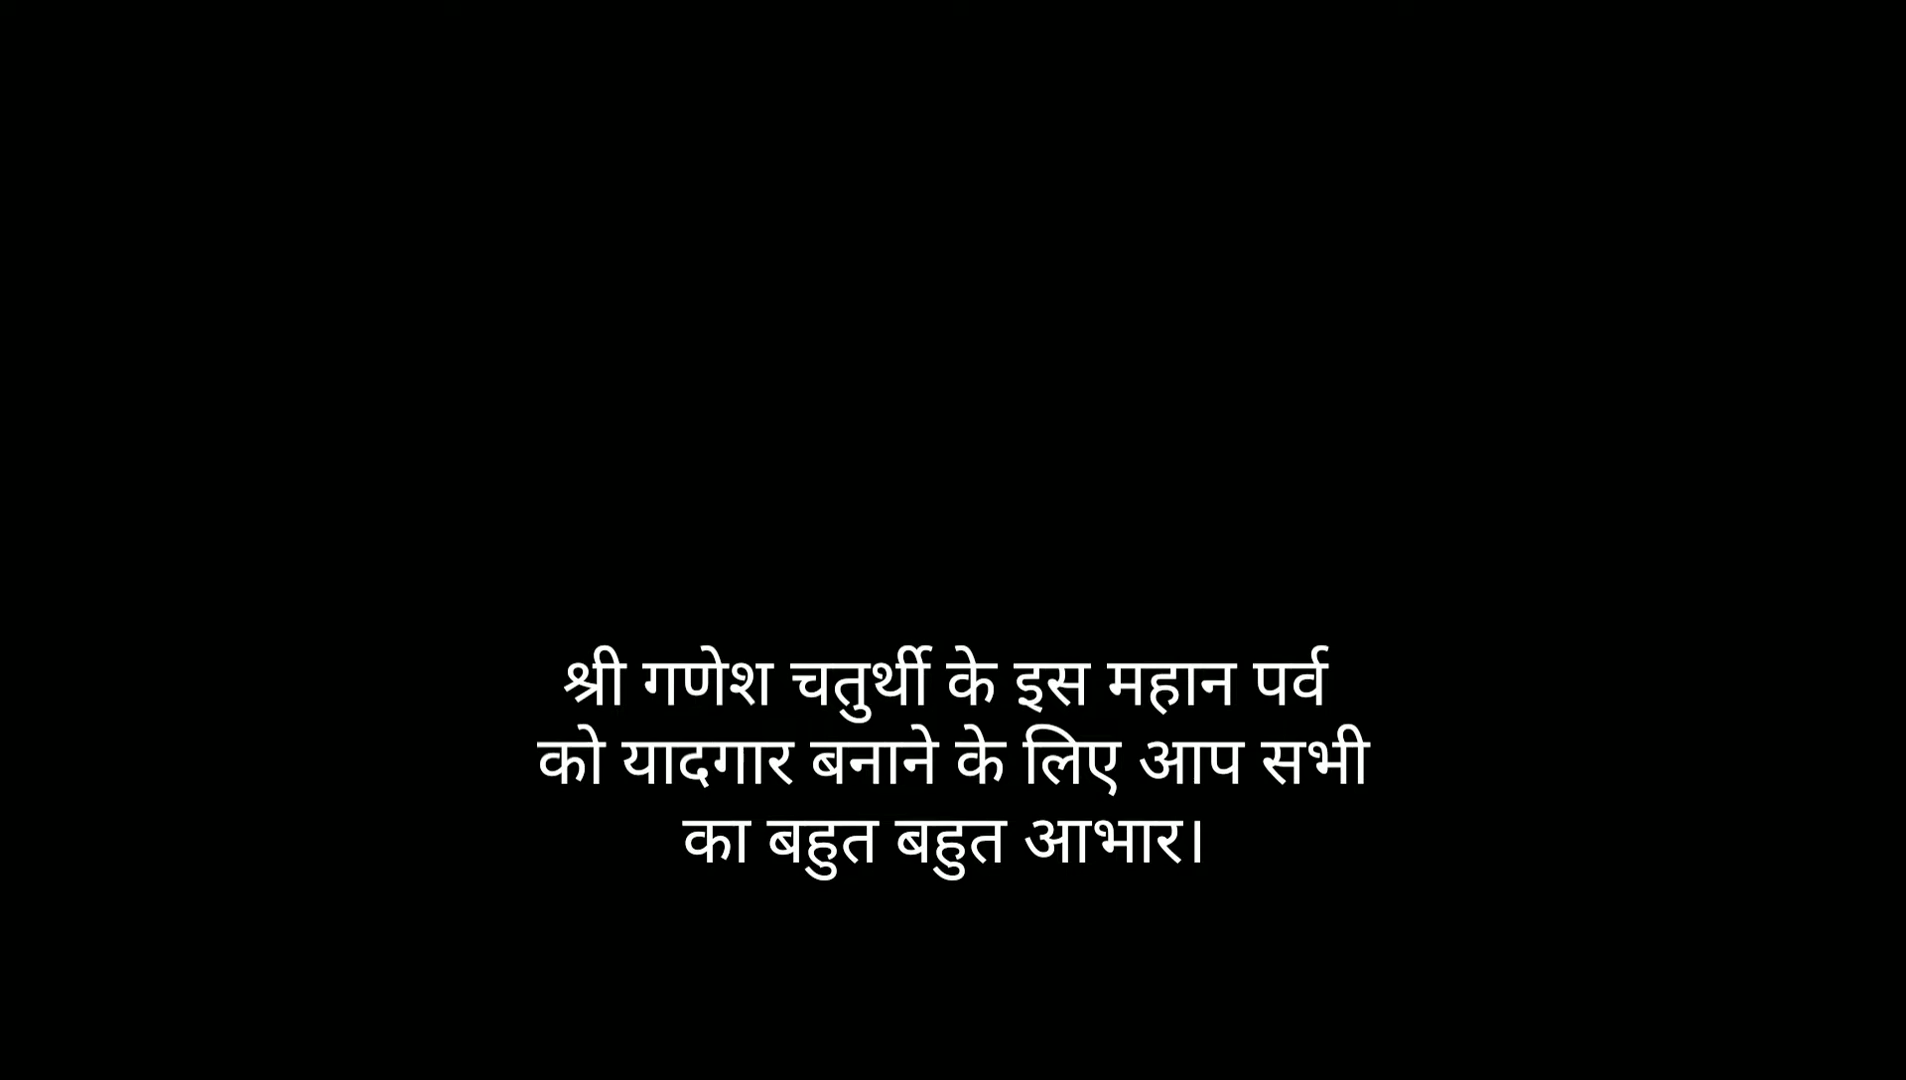 श्री गणेश चतुर्थी के इस महान पर्व
को यादगार बनाने के लिए आप सभी
का बहुत बहुत आभार।